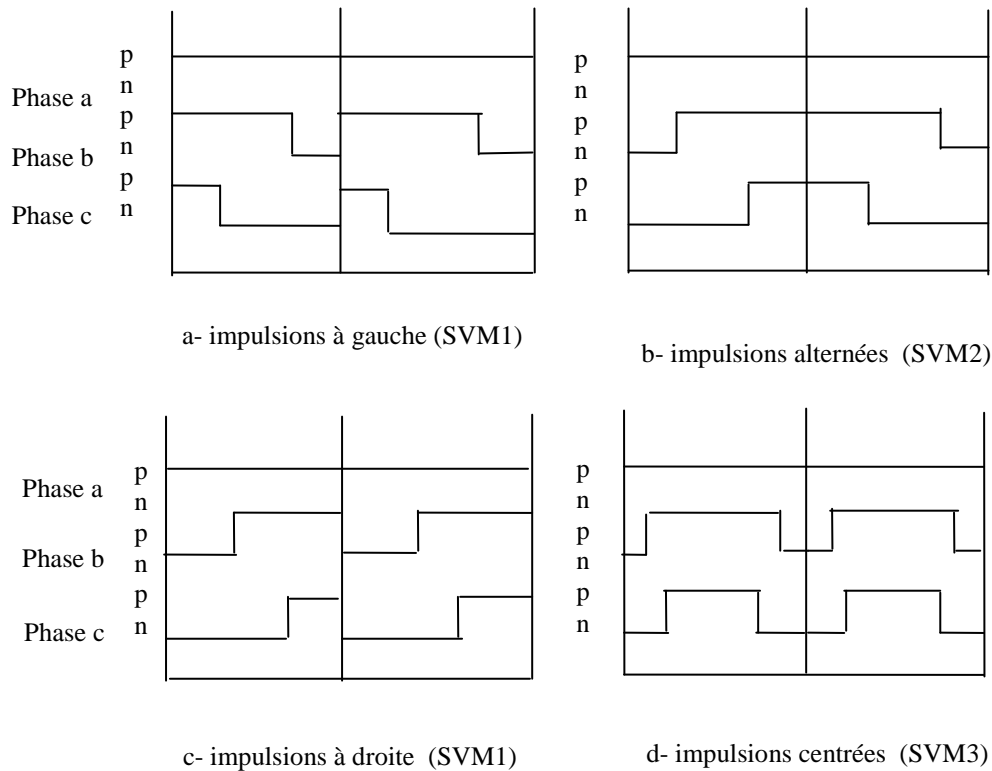 p
n
Phase a
p
Phase b
n
p
Phase c
n
p
n
p
n
p
n
a- impulsions à gauche (SVM1)
b- impulsions alternées (SVM2)
p
Phase a
n
p
Phase b
n
p
Phase c
n
p
n
p
n
p
n
c- impulsions à droite (SVM1)
d- impulsions centrées (SVM3)